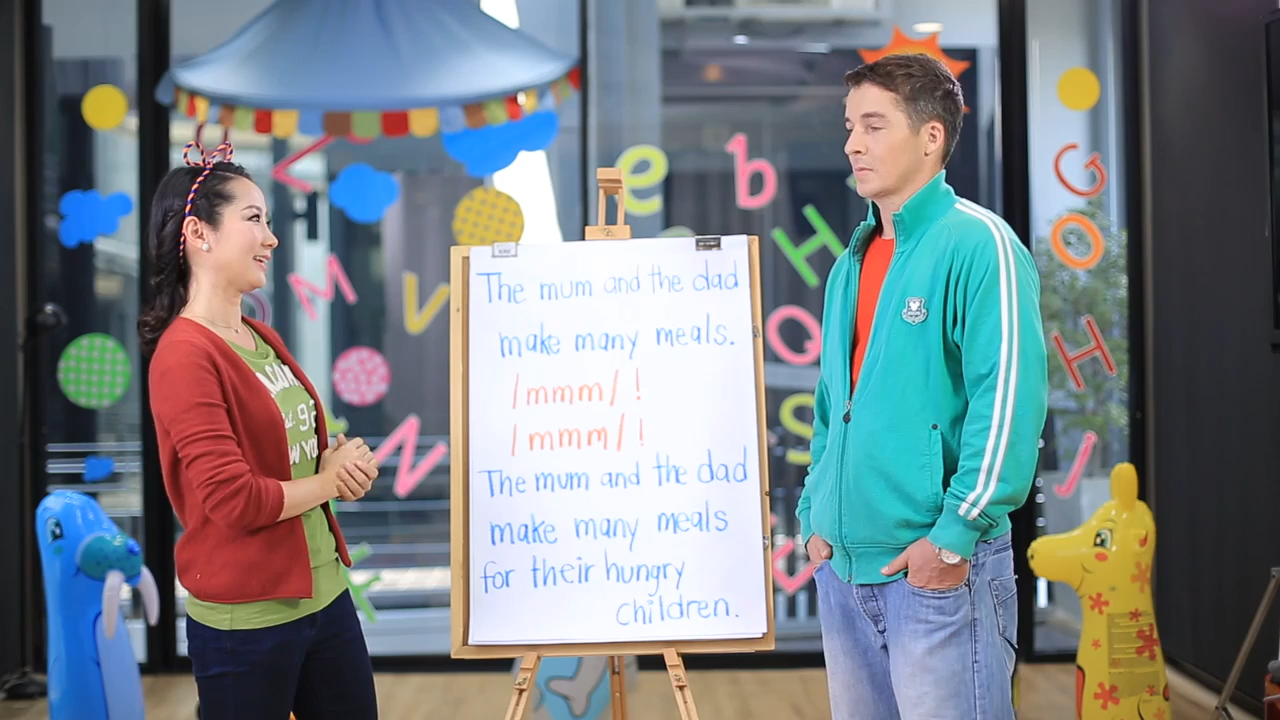 The mum and the dad
make many meals.
/mmm/ !
/mmm/ !
The mum and the dad
make many meals
for their hungry
children.
e
b
H
M
V
Q
S
N
G
O
H
J